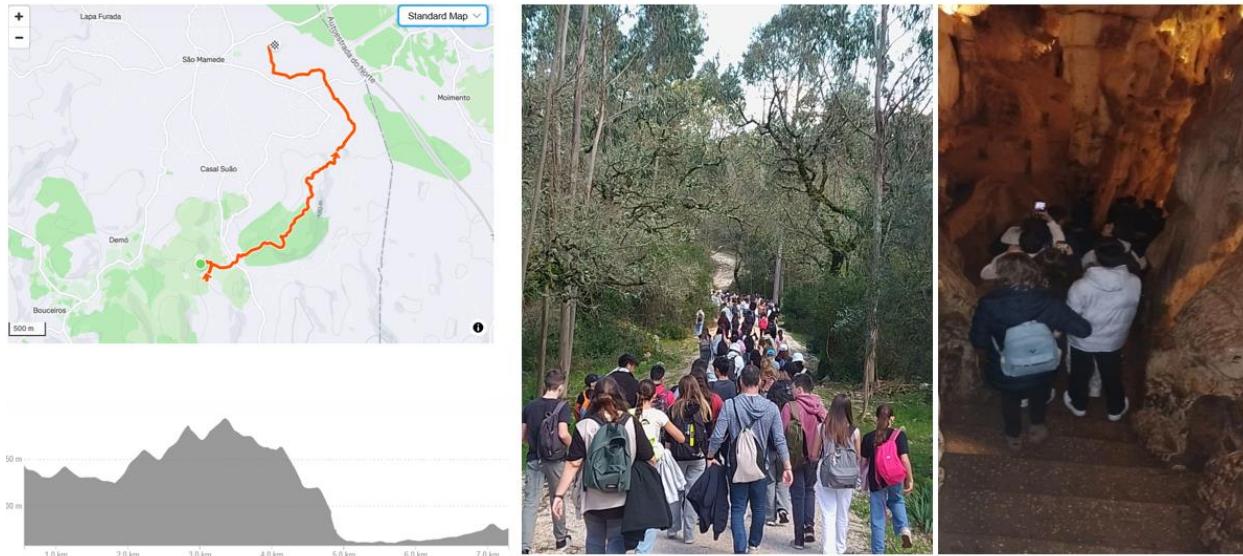 +
Standard Map
−
Lapa Furada
Autoestrada do Norte
São Mamede
Moimento
Casal Suão
Demó
Bouceiros
500 m
50 m
00 m
1.0 km
2.0 km
3.0 km
4.0 km
5.0 km
6.0 km
7.0 km